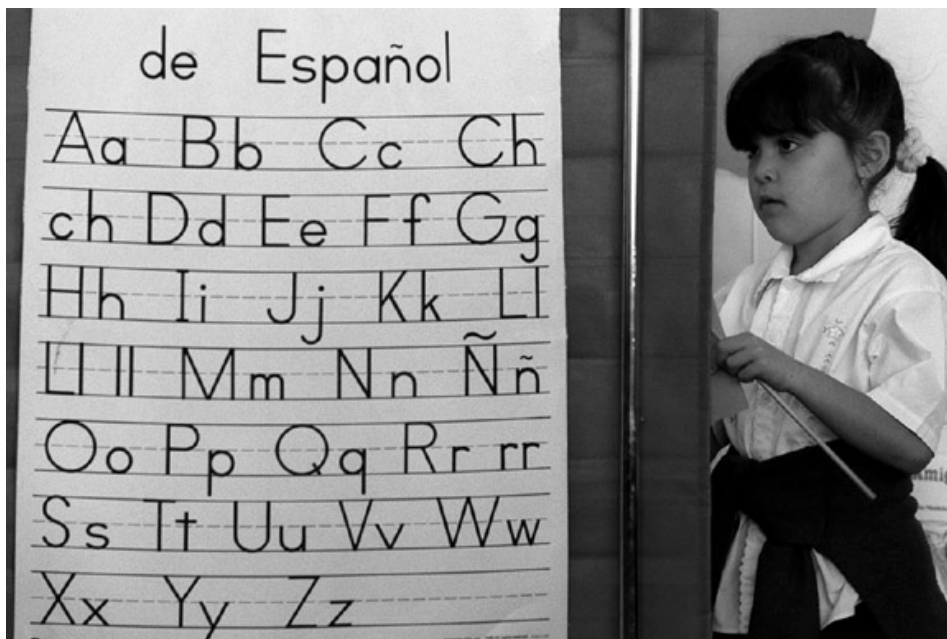 de Español
Aa Bb Cc Ch
ch Dd Ee Ff Gg
Hh Ii Jj Kk Ll
Ll ll Mm Nn Ññ
Oo Pp Qq Rr rr
Ss Tt Uu Vv Ww
Xx Yy Zz